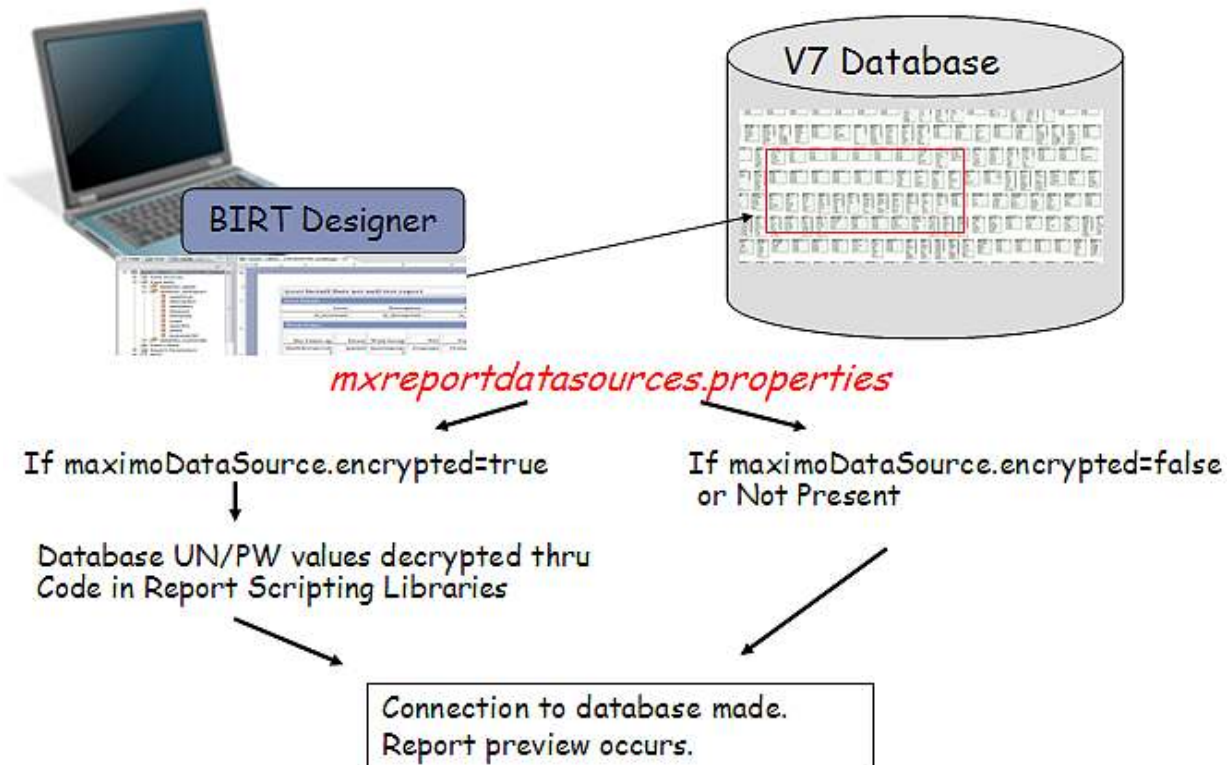 V7 Database
BIRT Designer
mxreportdatasources.properties
If maximoDataSource.encrypted=true
If maximoDataSource.encrypted=false
or Not Present
Database UN/PW values decrypted thru
Code in Report Scripting Libraries
Connection to database made.
Report preview occurs.